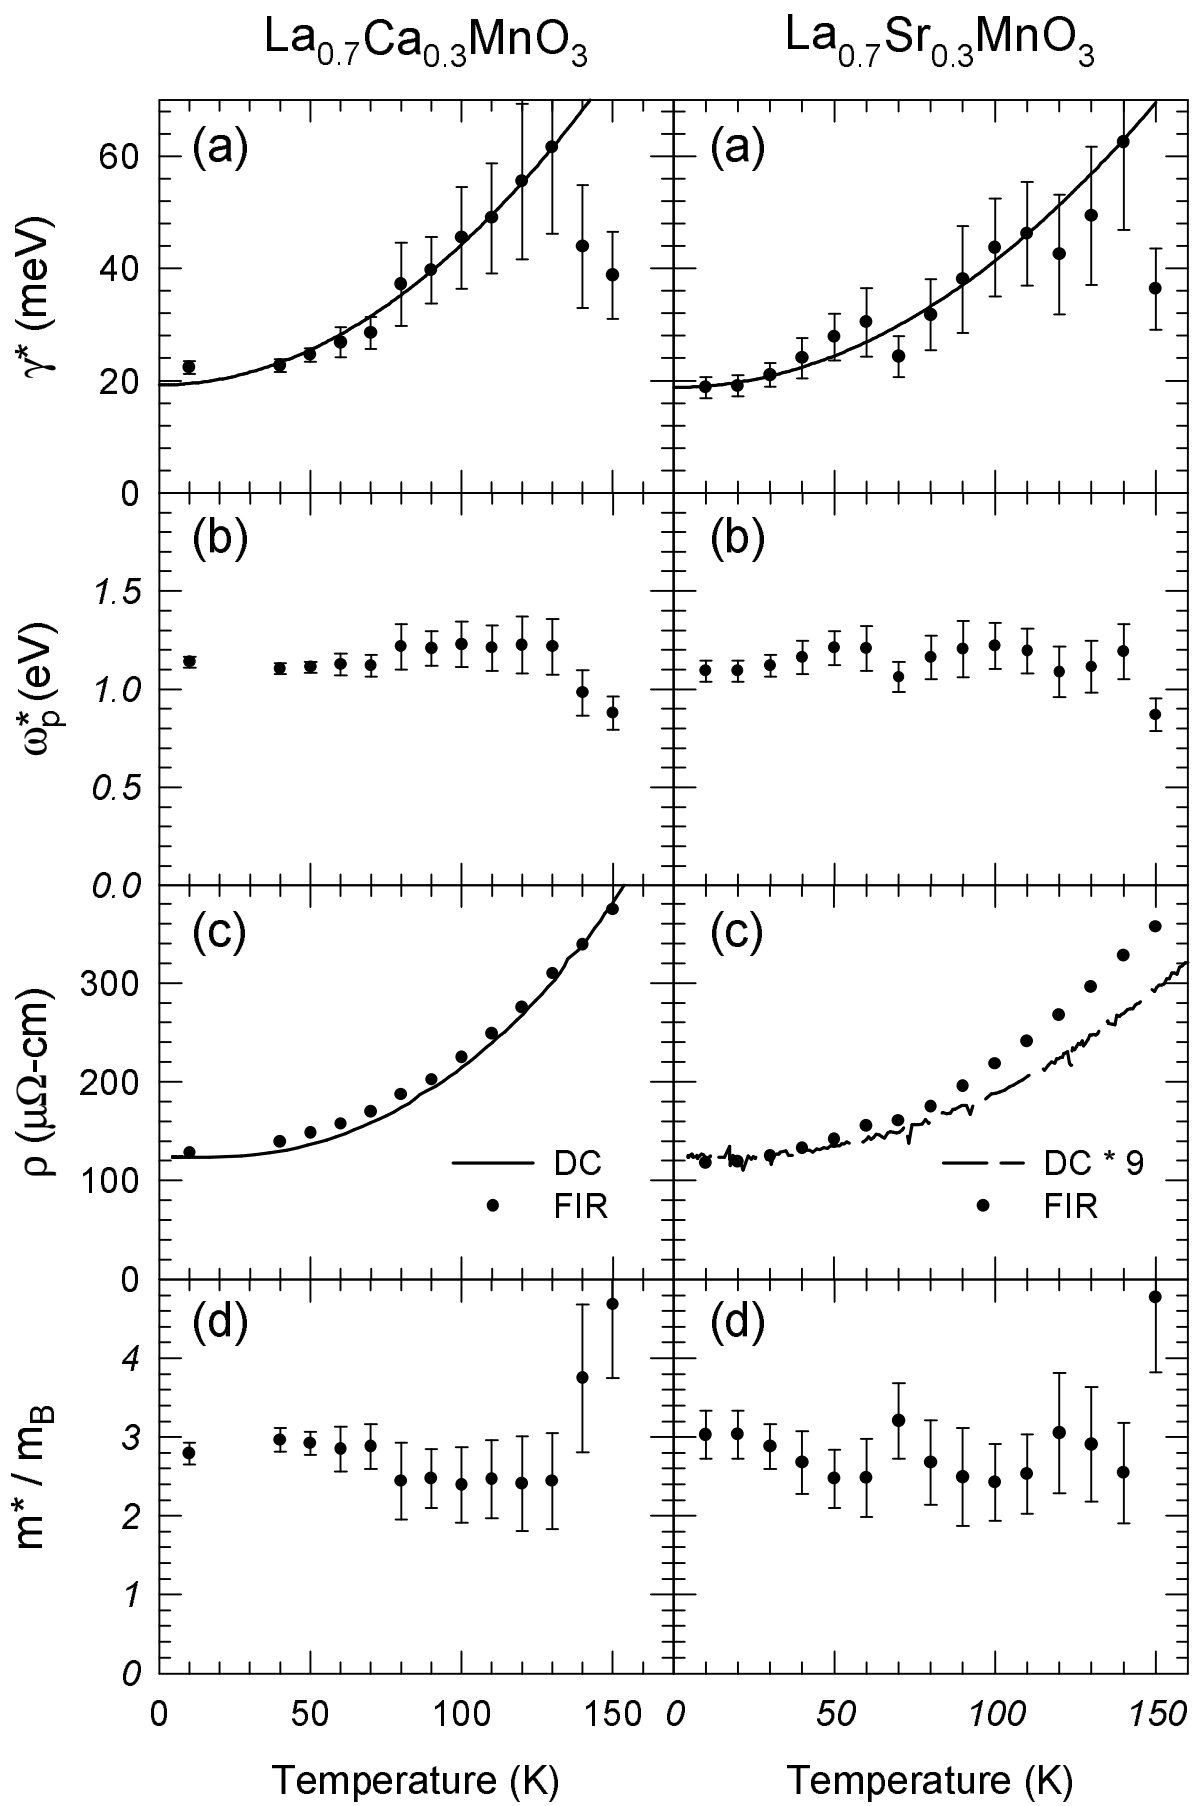 La0.7Ca0.3MnO3 La0.7Sr0.3MnO3
(a) (a)
60
40
20
0
γ* (meV)
(b) (b)
1.5
1.0
0.5
0.0
ωp* (eV)
(c) (c)
300
200
100
0
ρ (μΩ-cm)
DC DC * 9
FIR FIR
(d) (d)
4
3
2
1
0
m* / mB
0 50 100 150 0 50 100 150
Temperature (K) Temperature (K)